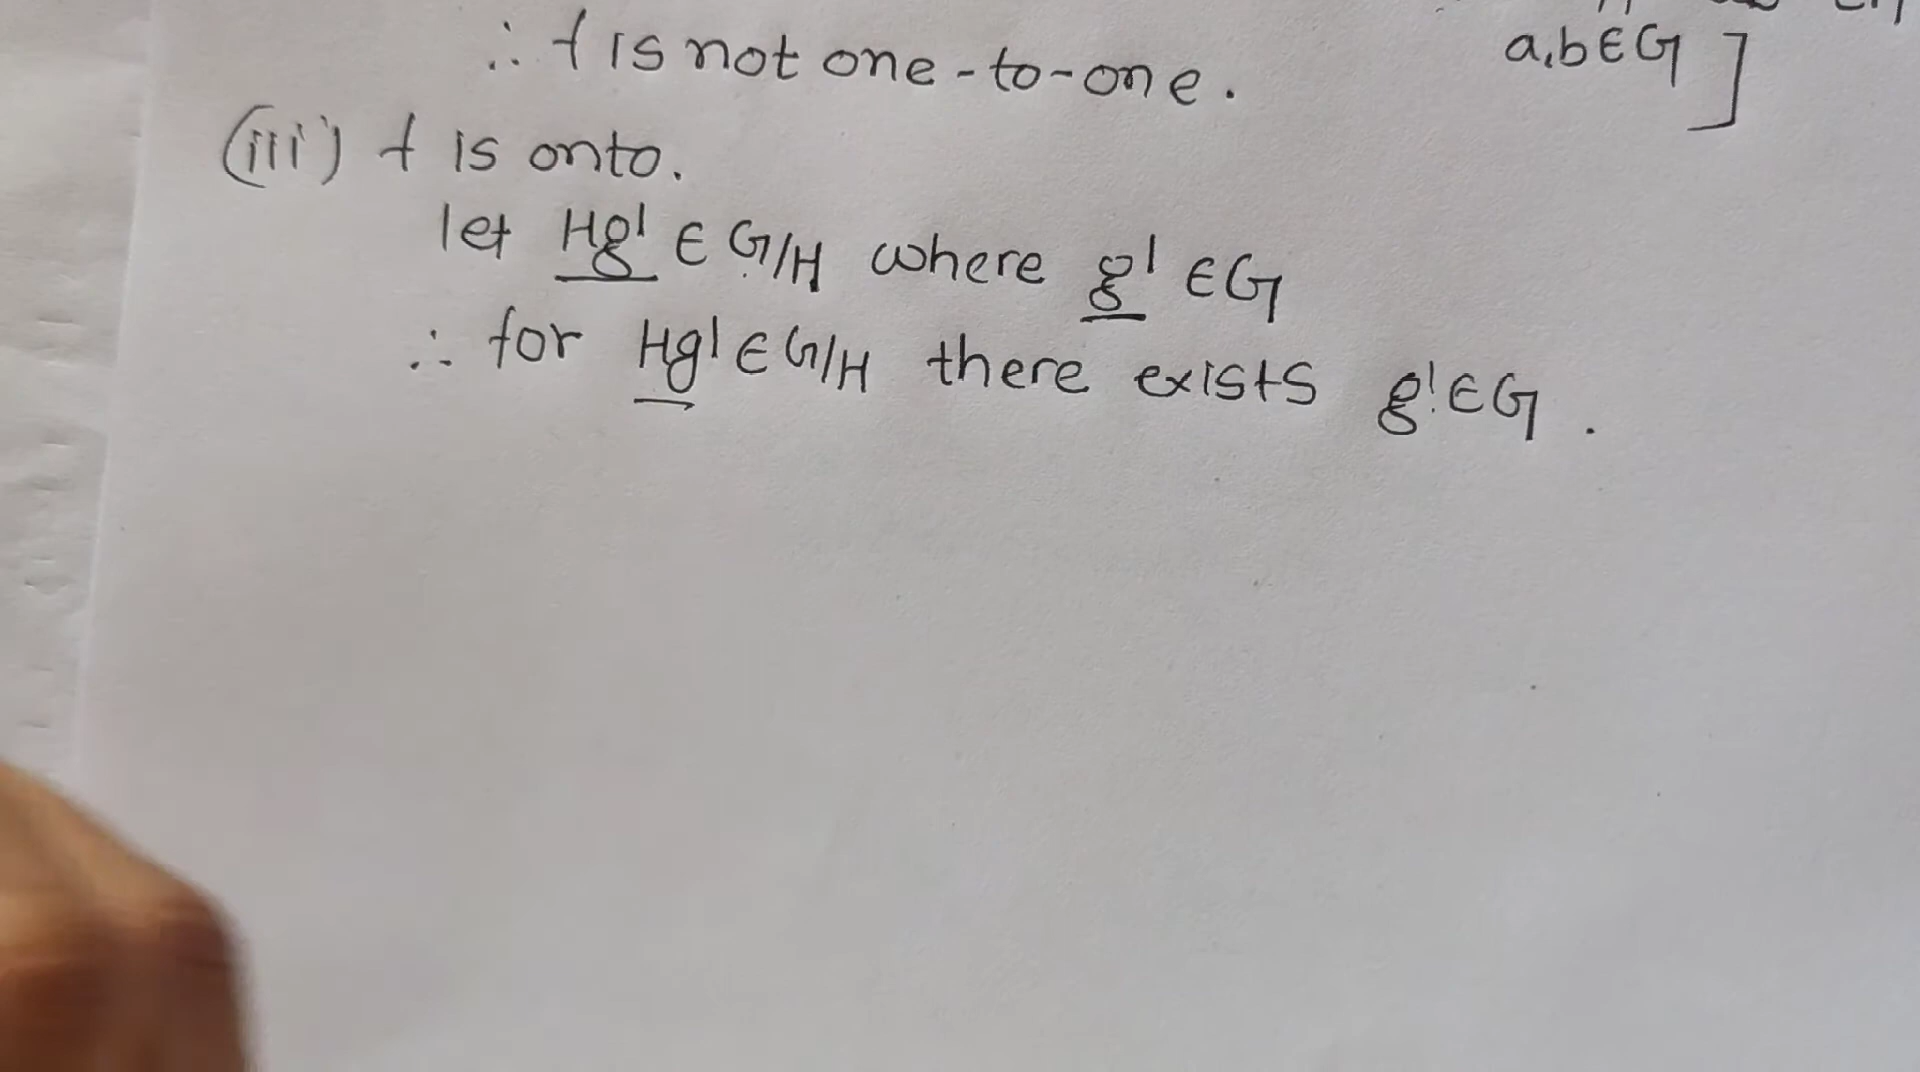 ∴ f is not one-to-one.
a,b∈G ]
(iii) f is onto.
let Hg' ∈ G/H where g' ∈G
∴ for Hg'∈G/H there exists g'∈G.